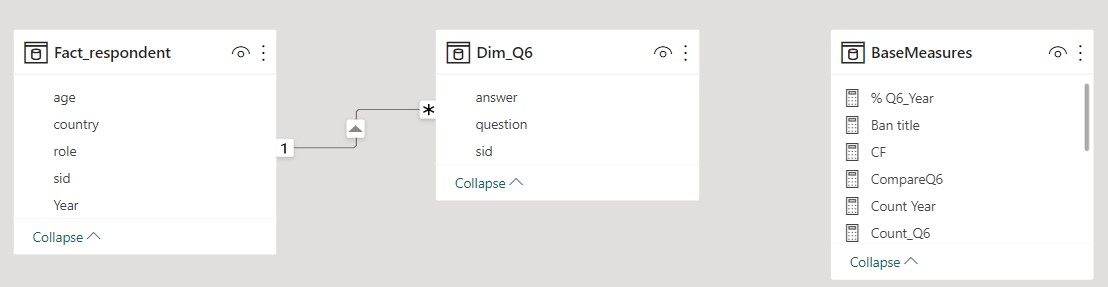 Fact_respondent
age
country
role
sid
Year
Collapse
1
*
Dim_Q6
answer
question
sid
Collapse
BaseMeasures
% Q6_Year
Ban title
CF
CompareQ6
Count Year
Count_Q6
Collapse